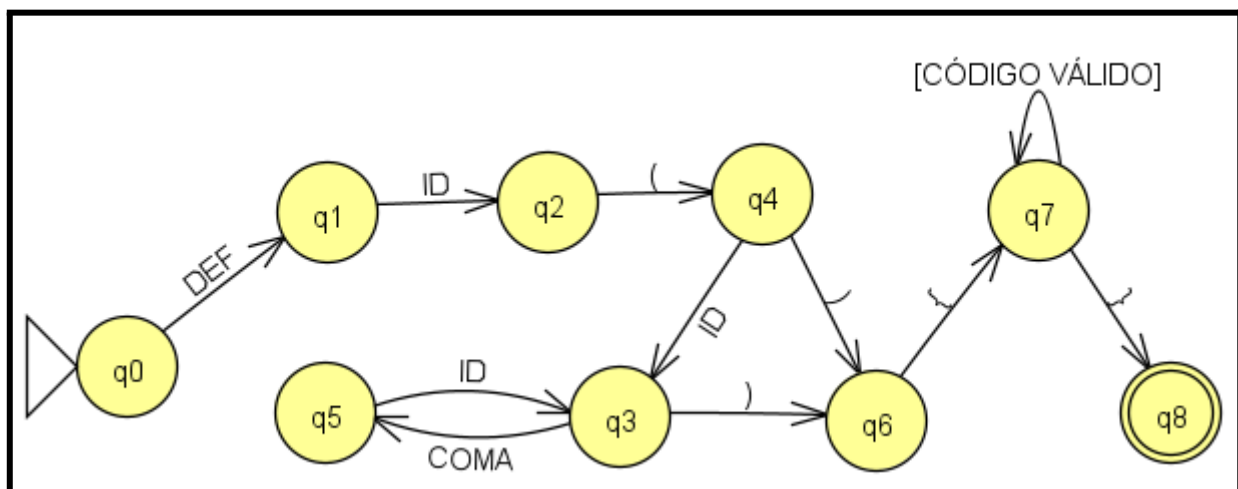 [CÓDIGO VÁLIDO]
DEF
ID
(
q0
q1
q2
q4
q7
ID
)
{
}
ID
COMA
)
q5
q3
q6
q8